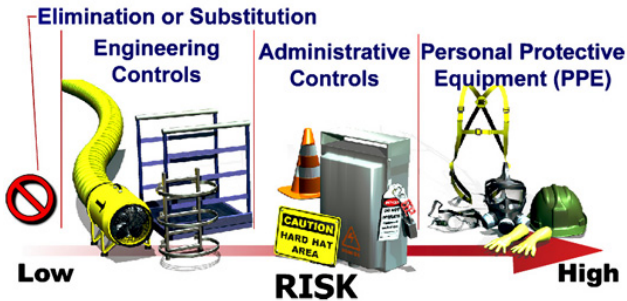 Elimination or Substitution
Engineering
Controls
Administrative
Controls
Personal Protective
Equipment (PPE)
CAUTION
HARD HAT
AREA
Low
RISK
High